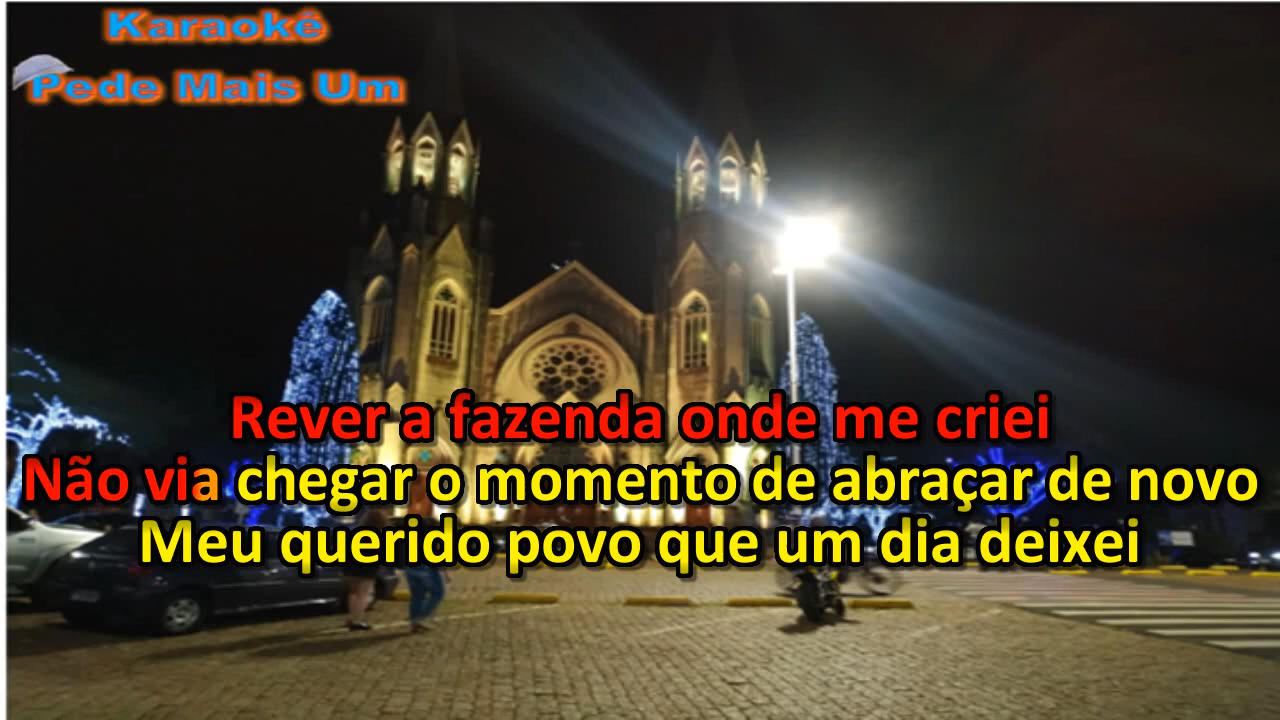 Karaokê
Pede Mais Um
Rever a fazenda onde me criei
Não via chegar o momento de abraçar de novo
Meu querido povo que um dia deixei